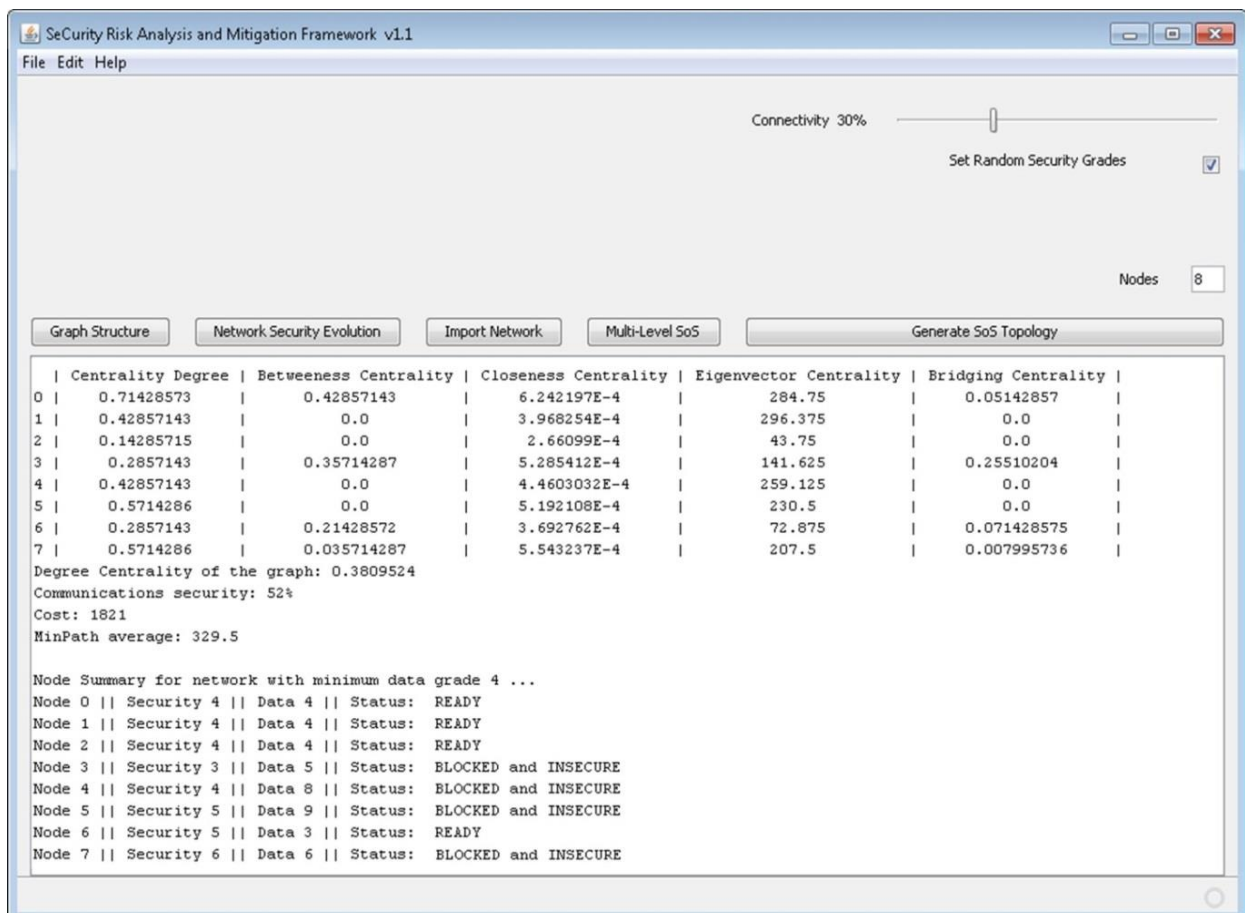 SeCurity Risk Analysis and Mitigation Framework v1.1
File Edit Help
Connectivity 30%
Set Random Security Grades
Nodes 8
Graph Structure Network Security Evolution Import Network Multi-Level SoS Generate SoS Topology
| Centrality Degree | Betweeness Centrality | Closeness Centrality | Eigenvector Centrality | Bridging Centrality |
0 | 0.71428573 | 0.42857143 | 6.242197E-4 | 284.75 | 0.05142857 |
1 | 0.42857143 | 0.0 | 3.968254E-4 | 296.375 | 0.0 |
2 | 0.14285715 | 0.0 | 2.66099E-4 | 43.75 | 0.0 |
3 | 0.2857143 | 0.35714287 | 5.285412E-4 | 141.625 | 0.25510204 |
4 | 0.42857143 | 0.0 | 4.4603032E-4 | 259.125 | 0.0 |
5 | 0.5714286 | 0.0 | 5.192108E-4 | 230.5 | 0.0 |
6 | 0.2857143 | 0.21428572 | 3.692762E-4 | 72.875 | 0.071428575 |
7 | 0.5714286 | 0.035714287 | 5.543237E-4 | 207.5 | 0.007995736 |
Degree Centrality of the graph: 0.3809524
Communications security: 52%
Cost: 1821
MinPath average: 329.5
Node Summary for network with minimum data grade 4 ...
Node 0 || Security 4 || Data 4 || Status: READY
Node 1 || Security 4 || Data 4 || Status: READY
Node 2 || Security 4 || Data 4 || Status: READY
Node 3 || Security 3 || Data 5 || Status: BLOCKED and INSECURE
Node 4 || Security 4 || Data 8 || Status: BLOCKED and INSECURE
Node 5 || Security 5 || Data 9 || Status: BLOCKED and INSECURE
Node 6 || Security 5 || Data 3 || Status: READY
Node 7 || Security 6 || Data 6 || Status: BLOCKED and INSECURE